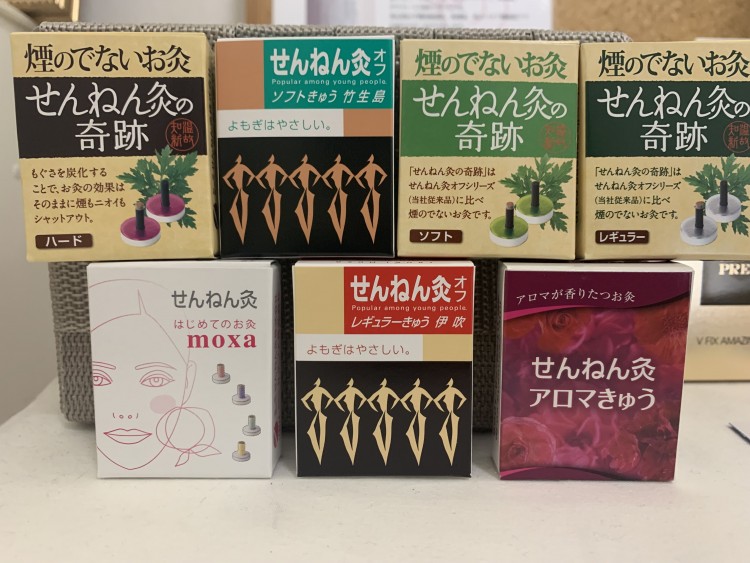 煙のでないお灸
せんねん灸の
奇跡
温故
知新
もぐさを炭化する
ことで、お灸の効果は
そのままに煙もニオイも
シャットアウト。
ハード
せんねん灸オフ
Popular among young people.
ソフトきゅう 竹生島
よもぎはやさしい。
煙のでないお灸
せんねん灸の
奇跡
「せんねん灸の奇跡」は
せんねん灸オフシリーズ
(当社従来品)に比べ
煙のでないお灸です。
ソフト
煙のでないお灸
せんねん灸の
奇跡
「せんねん灸の奇跡」は
せんねん灸オフシリーズ
(当社従来品)に比べ
煙のでないお灸です。
レギュラー
せんねん灸
はじめてのお灸
moxa
せんねん灸オフ
Popular among young people.
レギュラーきゅう 伊吹
よもぎはやさしい。
アロマが香りたつお灸
せんねん灸
アロマきゅう
PRE
V FIX AMAZIN